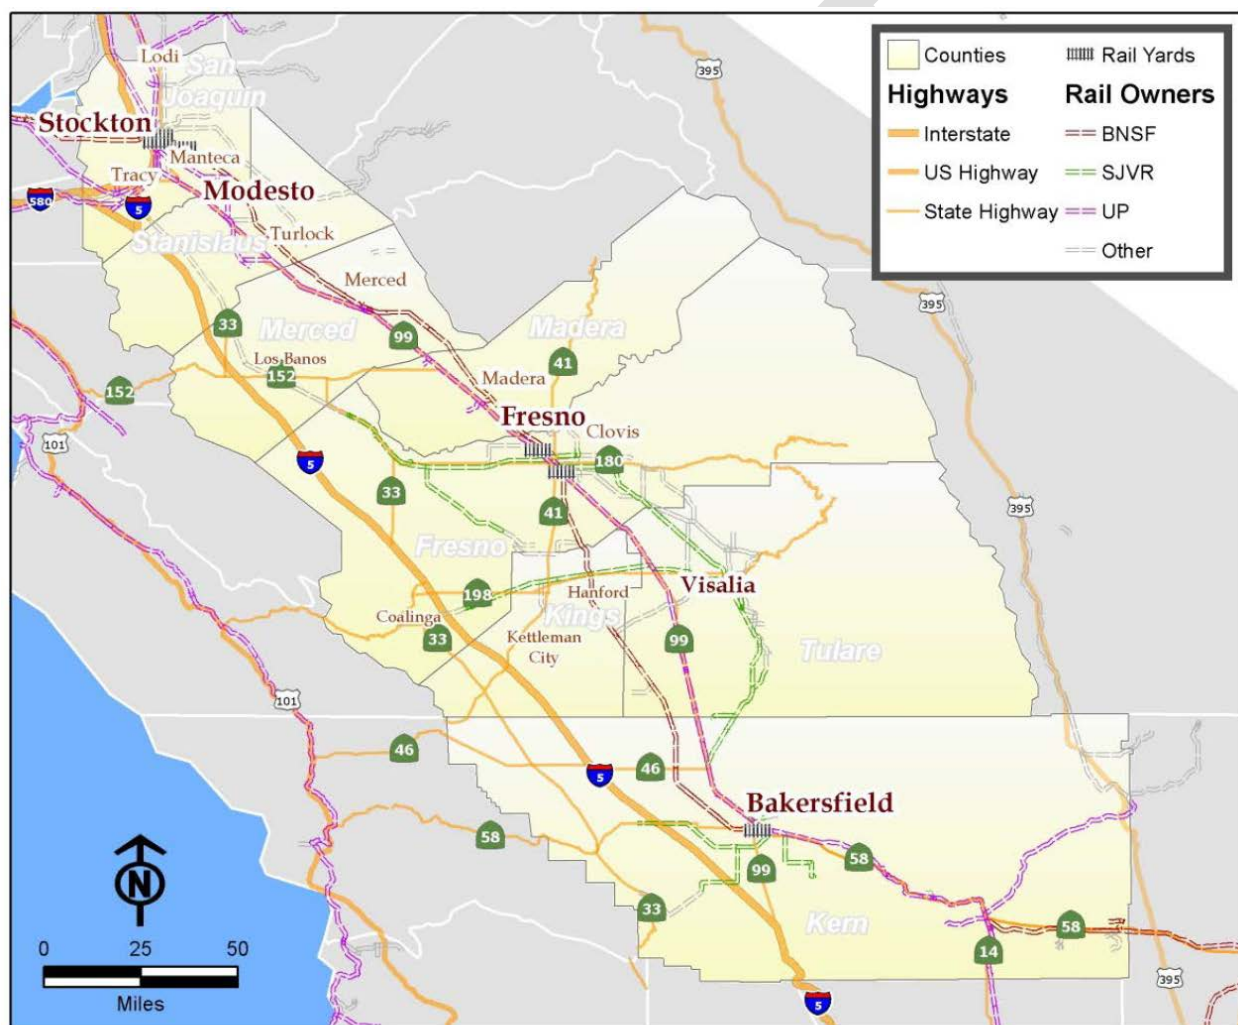 Lodi
San
Joaquin
Stockton
Manteca
Tracy
580
5
Modesto
Stanislaus
Turlock
Merced
33
Merced
99
Madera
Los Banos
152
152
41
Madera
101
Fresno
Clovis
5
180
33
41
Fresno
Visalia
198
Hanford
Coalinga
Kings
33
Kettleman
City
99
Tulare
101
46
5
46
Bakersfield
58
99
58
33
Kern
58
14
5
395
395
395
395
N
0 25 50
Miles
Counties
Highways
Interstate
US Highway
State Highway
Rail Yards
Rail Owners
BNSF
SJVR
UP
Other